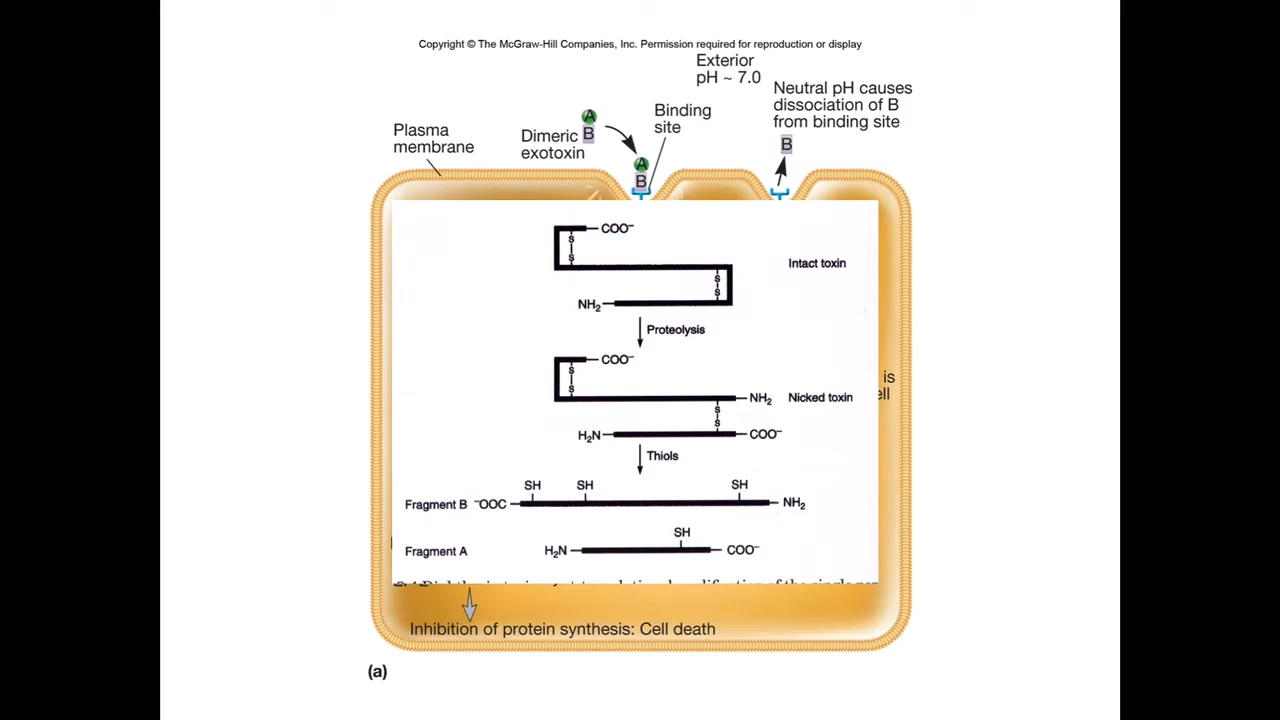 Copyright © The McGraw-Hill Companies, Inc. Permission required for reproduction or display
Exterior
pH ~ 7.0
Neutral pH causes
dissociation of B
from binding site
Binding
site
Plasma
membrane
Dimeric
exotoxin
A
B
A
B
B
COO⁻
S
S
Intact toxin
S
S
NH₂
Proteolysis
COO⁻
S
S
is
ell
NH₂
Nicked toxin
S
S
H₂N
COO⁻
Thiols
SH
SH
SH
Fragment B
⁻OOC
NH₂
SH
Fragment A
H₂N
COO⁻
Inhibition of protein synthesis: Cell death
(a)